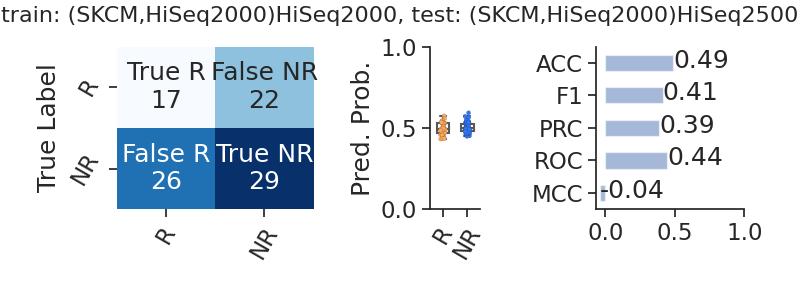 train: (SKCM,HiSeq2000)HiSeq2000, test: (SKCM,HiSeq2000)HiSeq2500
True Label
R
NR
True R
17
False NR
22
False R
26
True NR
29
R
NR
Pred. Prob.
1.0
0.5
0.0
R
NR
ACC
0.49
F1
0.41
PRC
0.39
ROC
0.44
MCC
-0.04
0.0
0.5
1.0